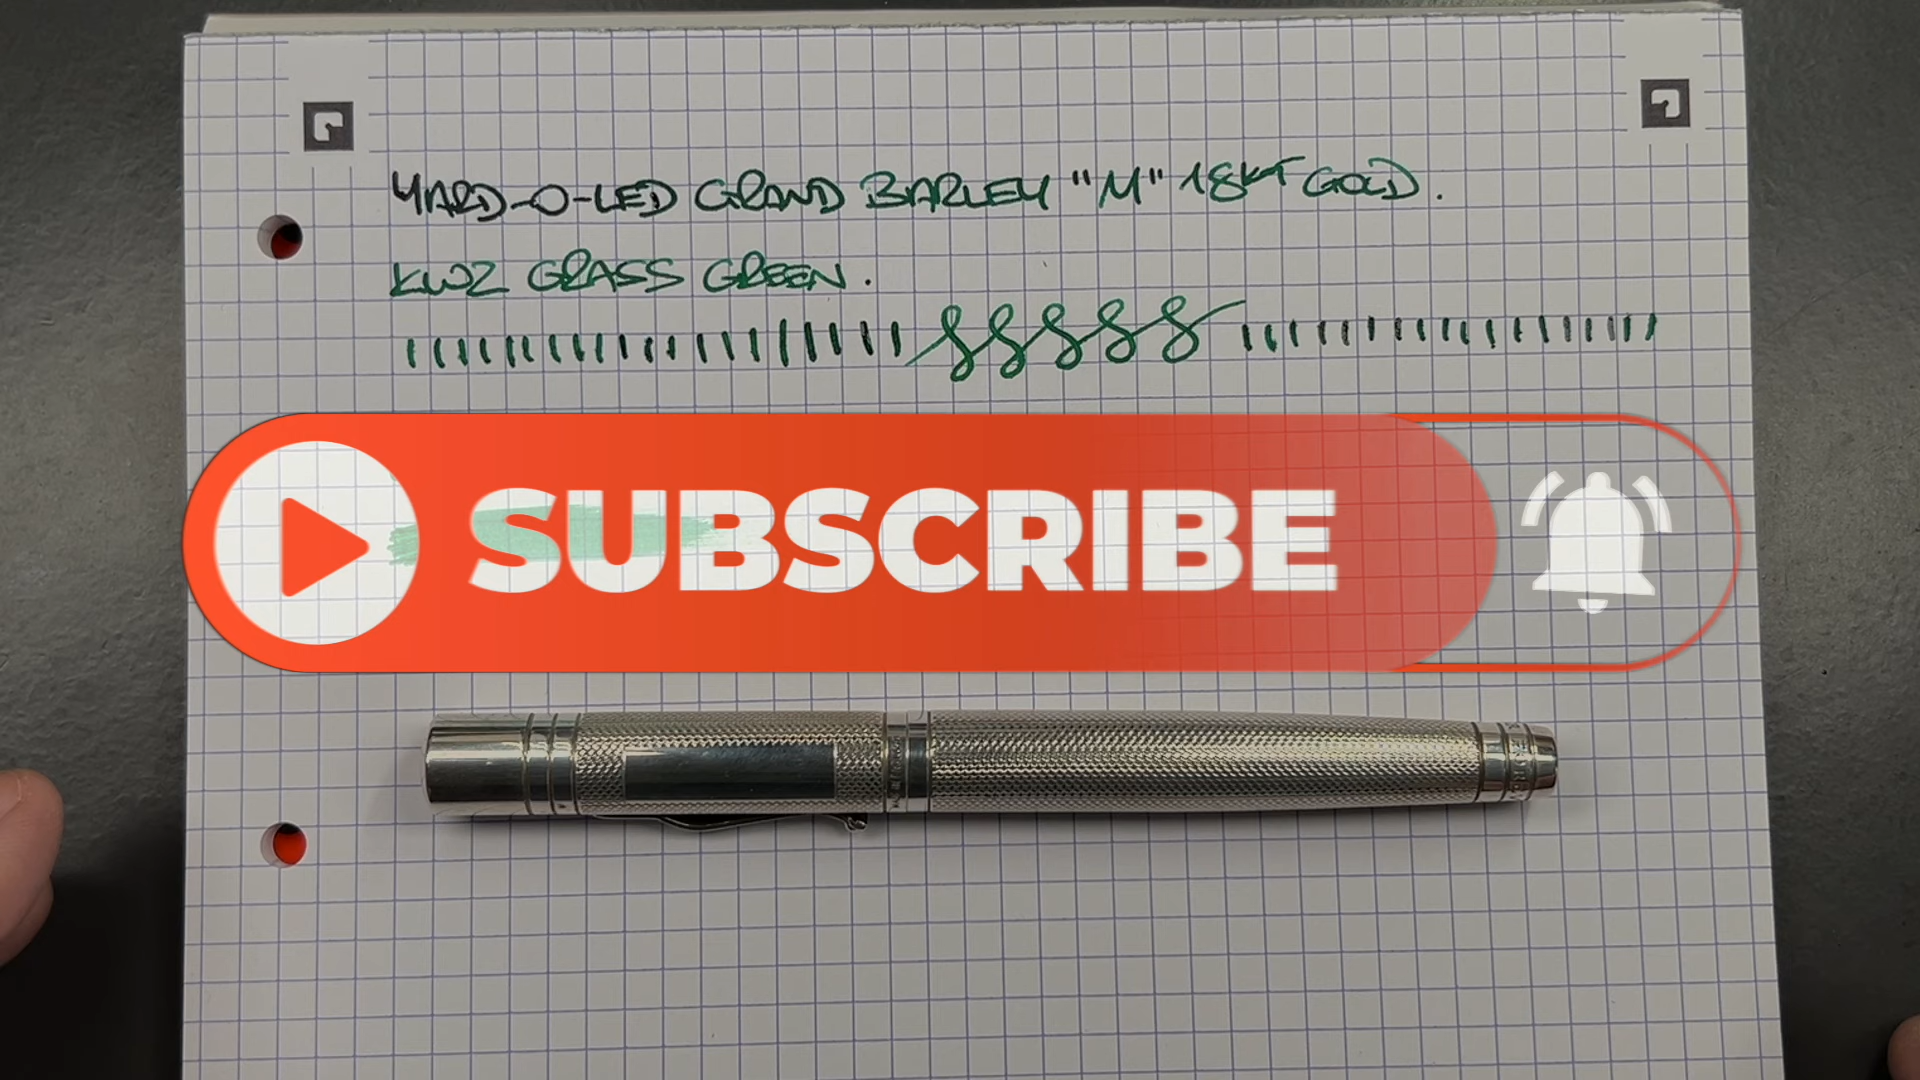 YARD-O-LED GRAND BARLEY "M" 18KT GOLD.
KWZ GRASS GREEN.
SUBSCRIBE